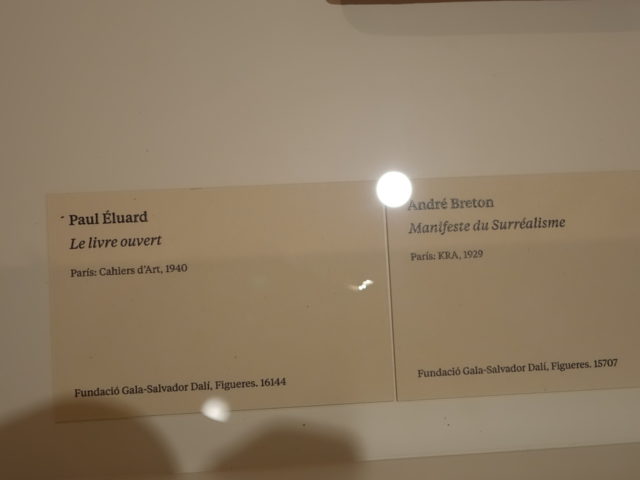 Paul Éluard
Le livre ouvert
París: Cahiers d'Art, 1940
Fundació Gala-Salvador Dalí, Figueres. 16144
André Breton
Manifeste du Surréalisme
París: KRA, 1929
Fundació Gala-Salvador Dalí, Figueres. 15707